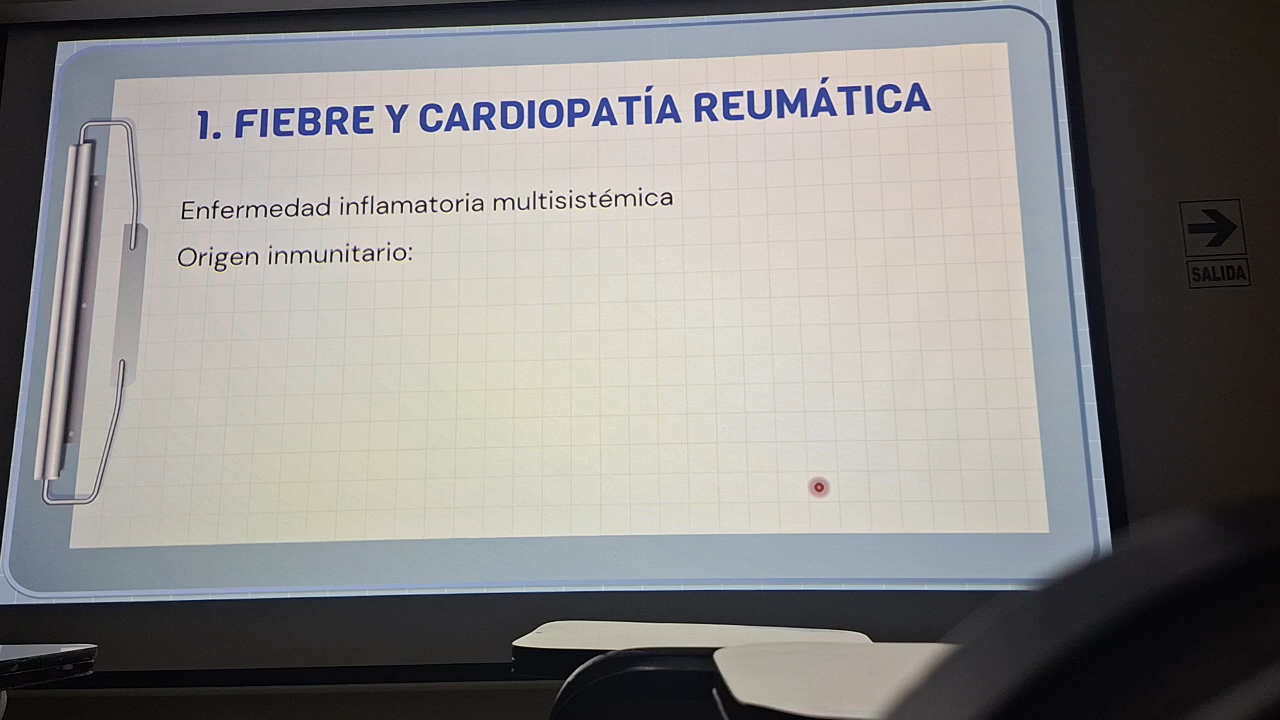 1. FIEBRE Y CARDIOPATÍA REUMÁTICA
Enfermedad inflamatoria multisistémica
Origen inmunitario:
SALIDA